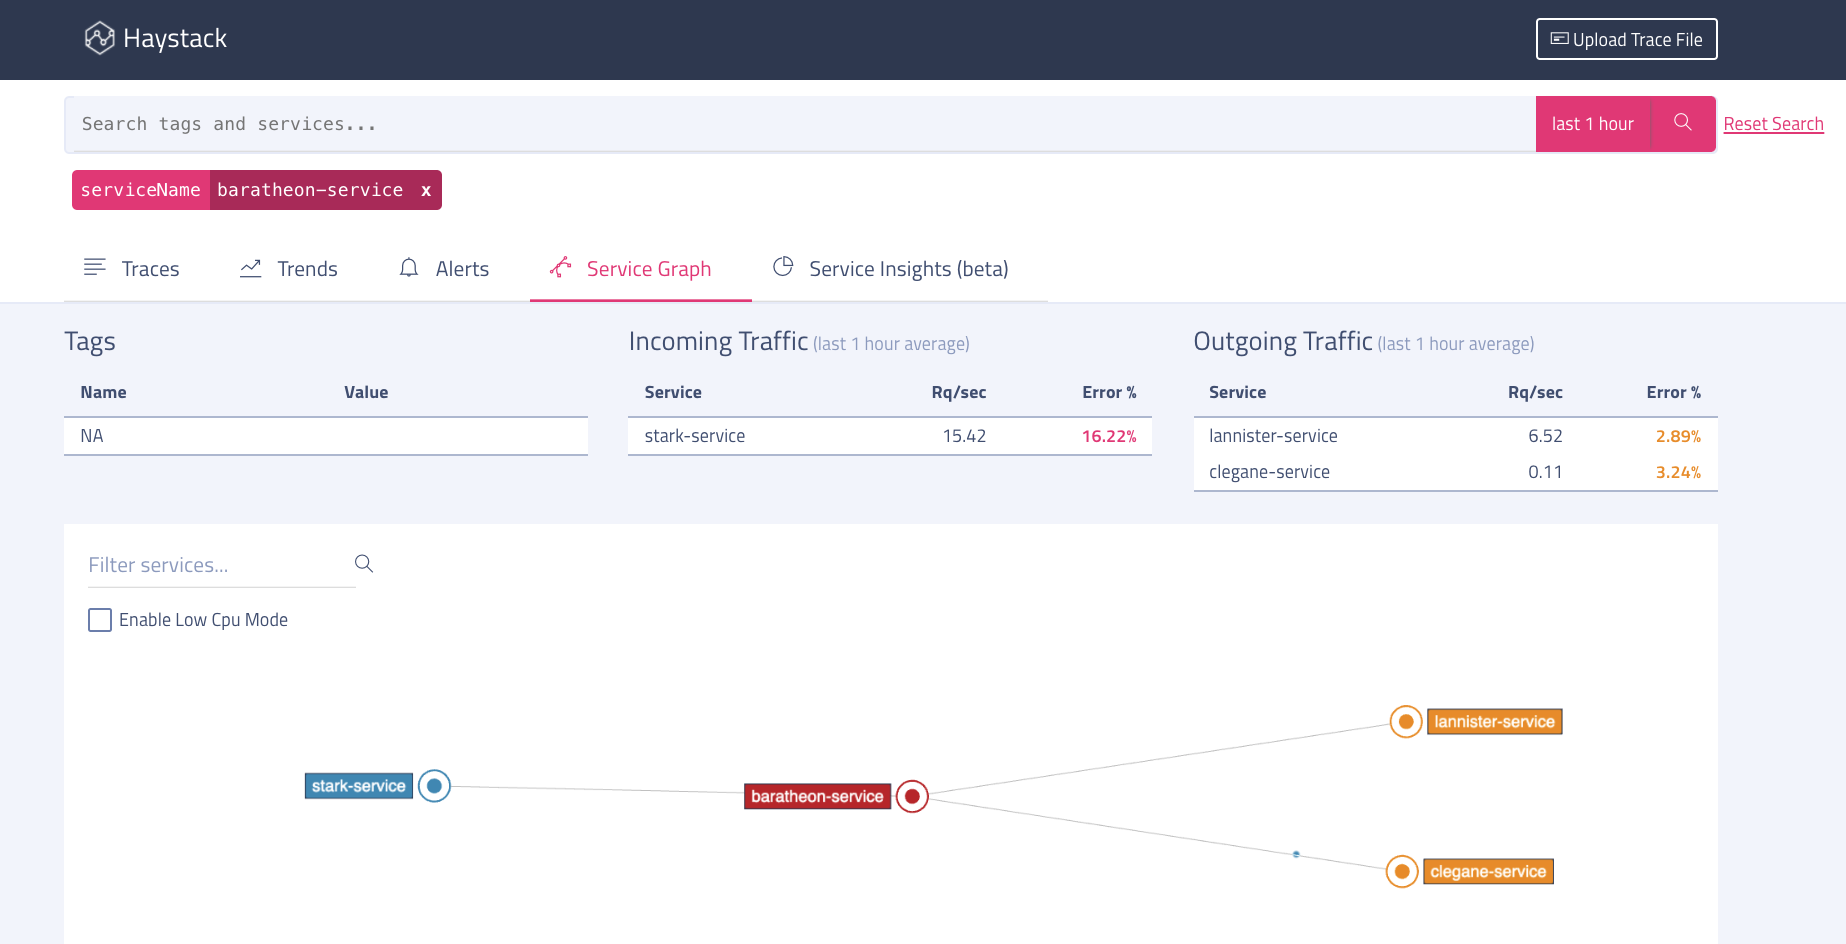 Haystack
Upload Trace File
Search tags and services...
last 1 hour
Reset Search
serviceName baratheon-service x
Traces Trends Alerts Service Graph Service Insights (beta)
Tags
Name Value
NA
Incoming Traffic (last 1 hour average)
Service Rq/sec Error %
stark-service 15.42 16.22%
Outgoing Traffic (last 1 hour average)
Service Rq/sec Error %
lannister-service 6.52 2.89%
clegane-service 0.11 3.24%
Filter services...
Enable Low Cpu Mode
lannister-service
stark-service
baratheon-service
clegane-service